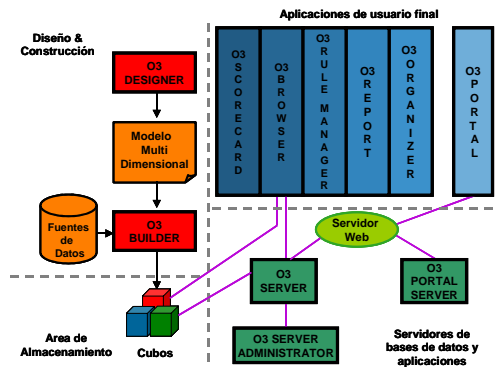 Diseño &
Construcción
Aplicaciones de usuario final
O3
DESIGNER
Modelo
Multi
Dimensional
Fuentes
de
Datos
O3
BUILDER
O3
SCORECARD
O3
BROWSER
O3
RULE MANAGER
O3
REPORT
O3
ORGANIZER
O3
PORTAL
Servidor
Web
O3
SERVER
O3
PORTAL
SERVER
O3 SERVER
ADMINISTRATOR
Area de
Almacenamiento
Cubos
Servidores de
bases de datos y
aplicaciones